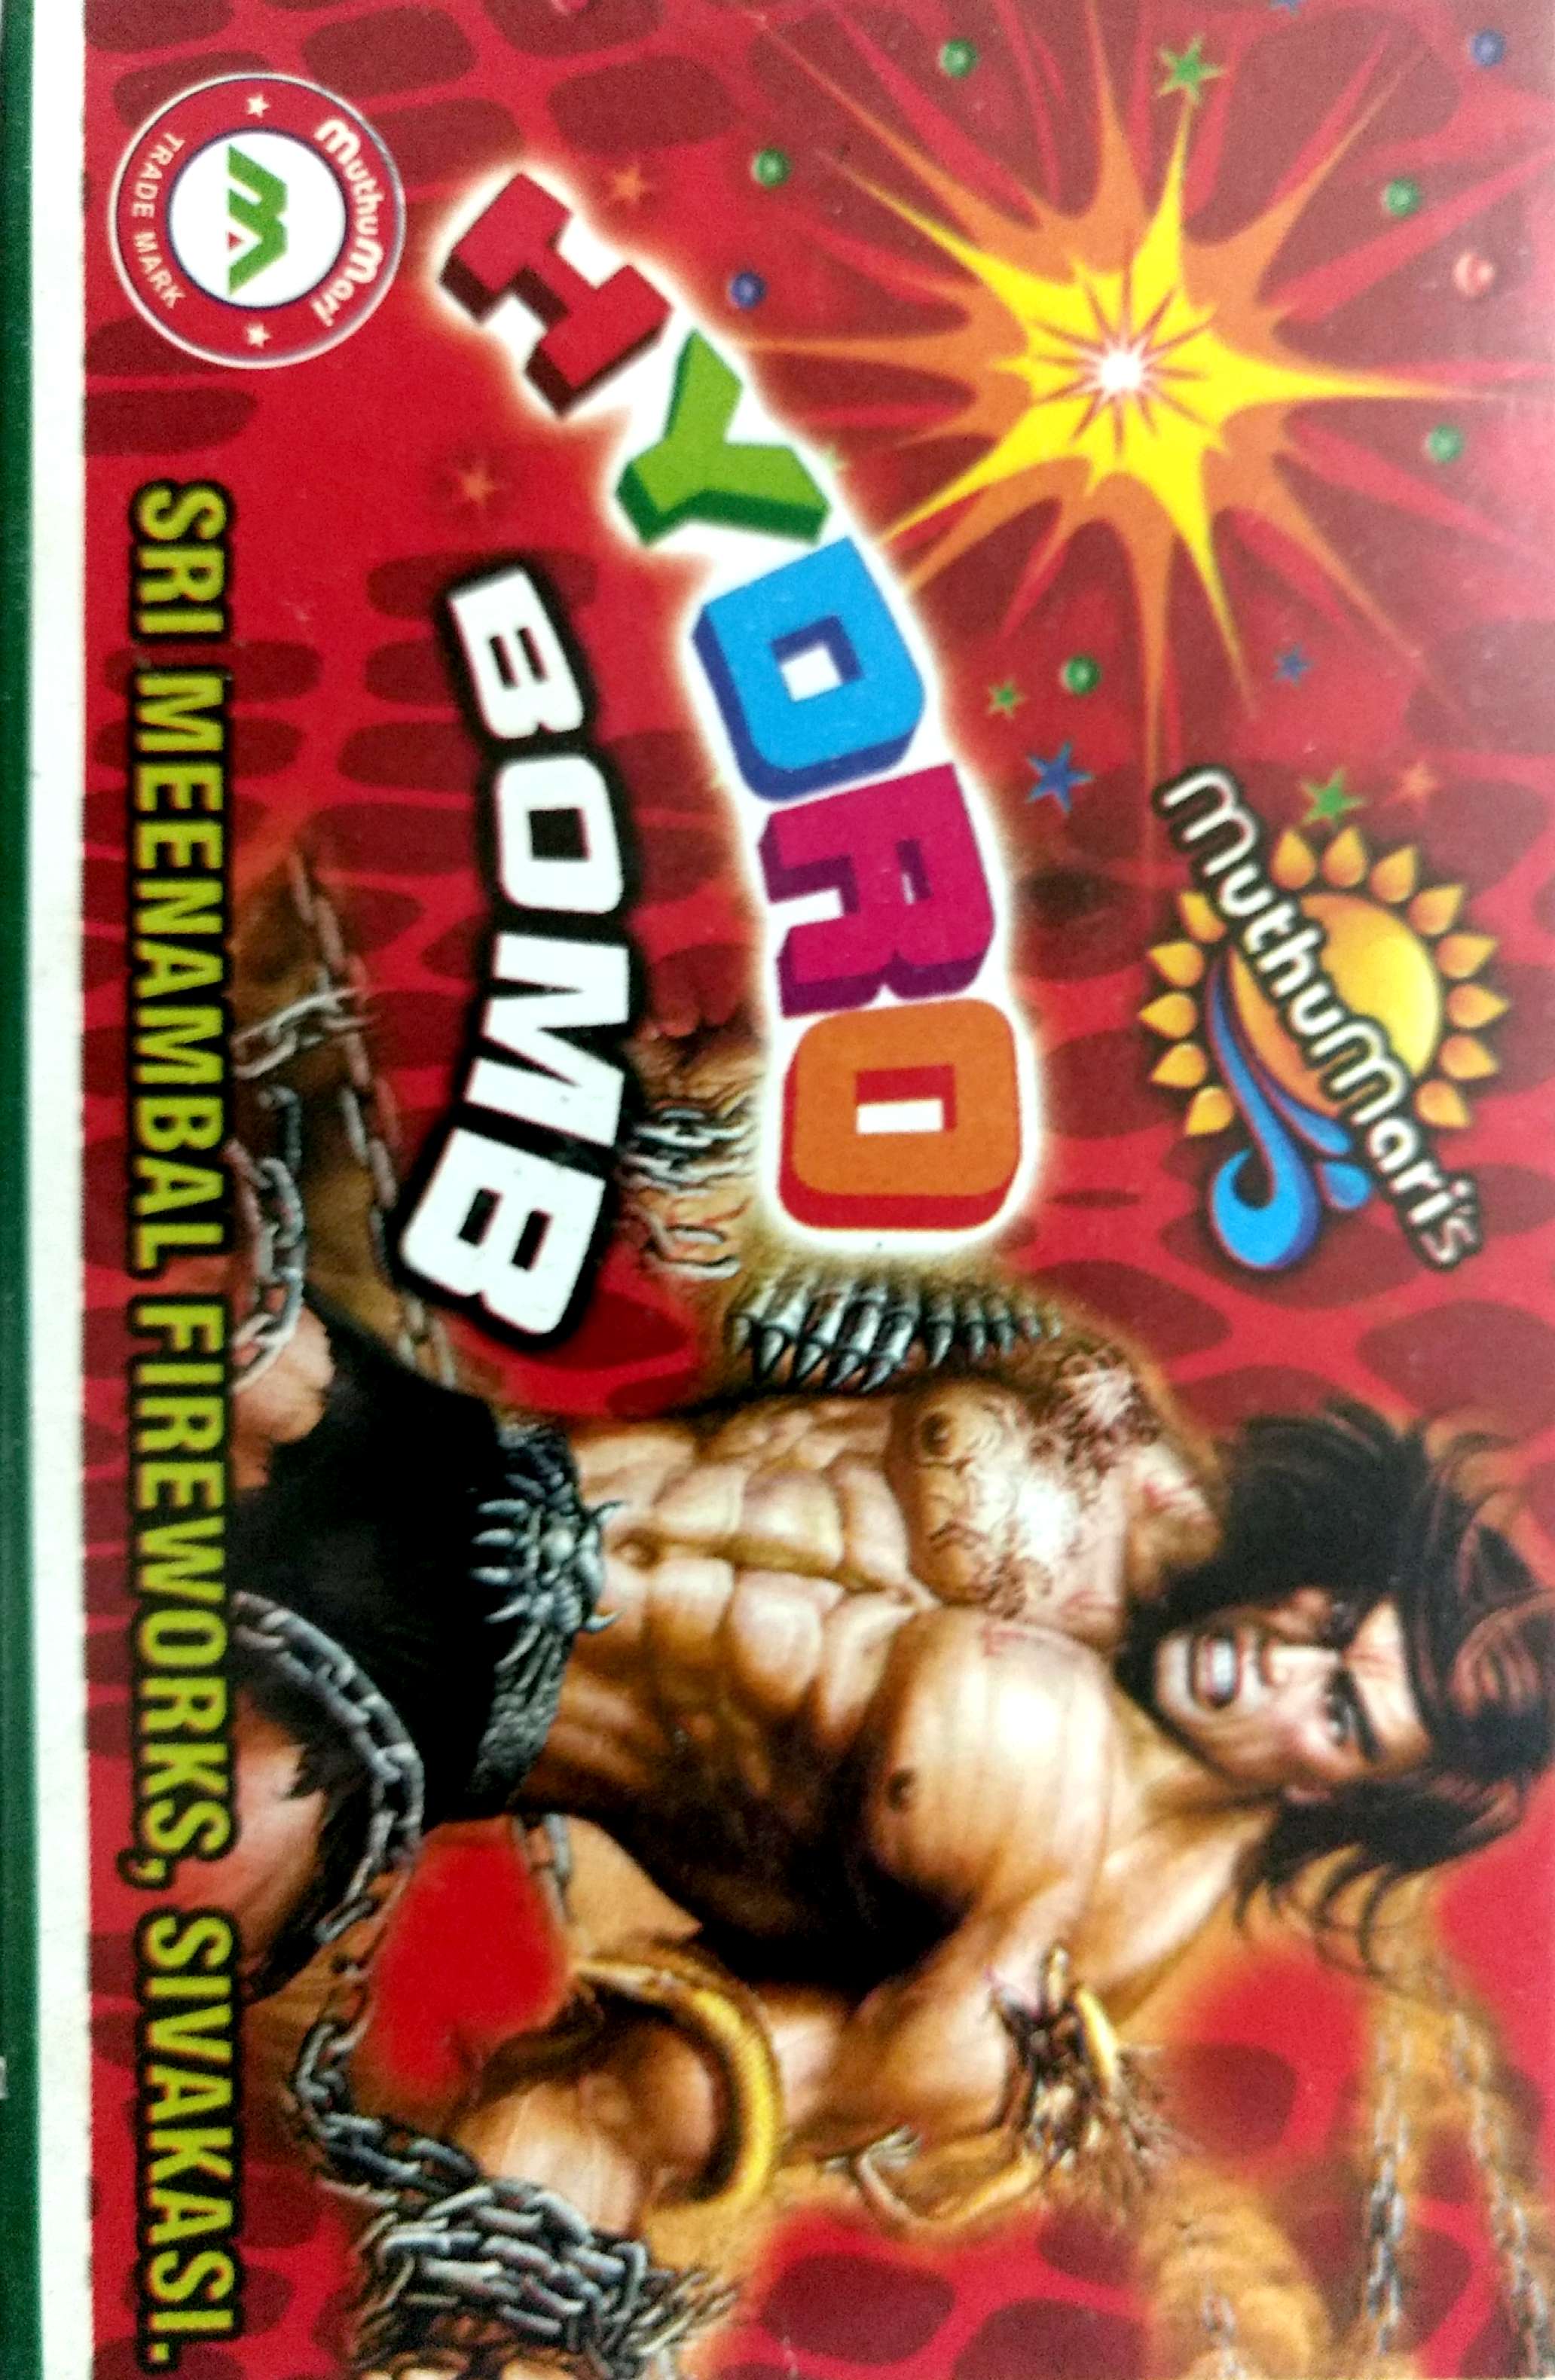 MuthuMari's
HYDRO
BOMB
MuthuMari
TRADE MARK
SRI MEENAMBAL FIREWORKS, SIVAKASI.